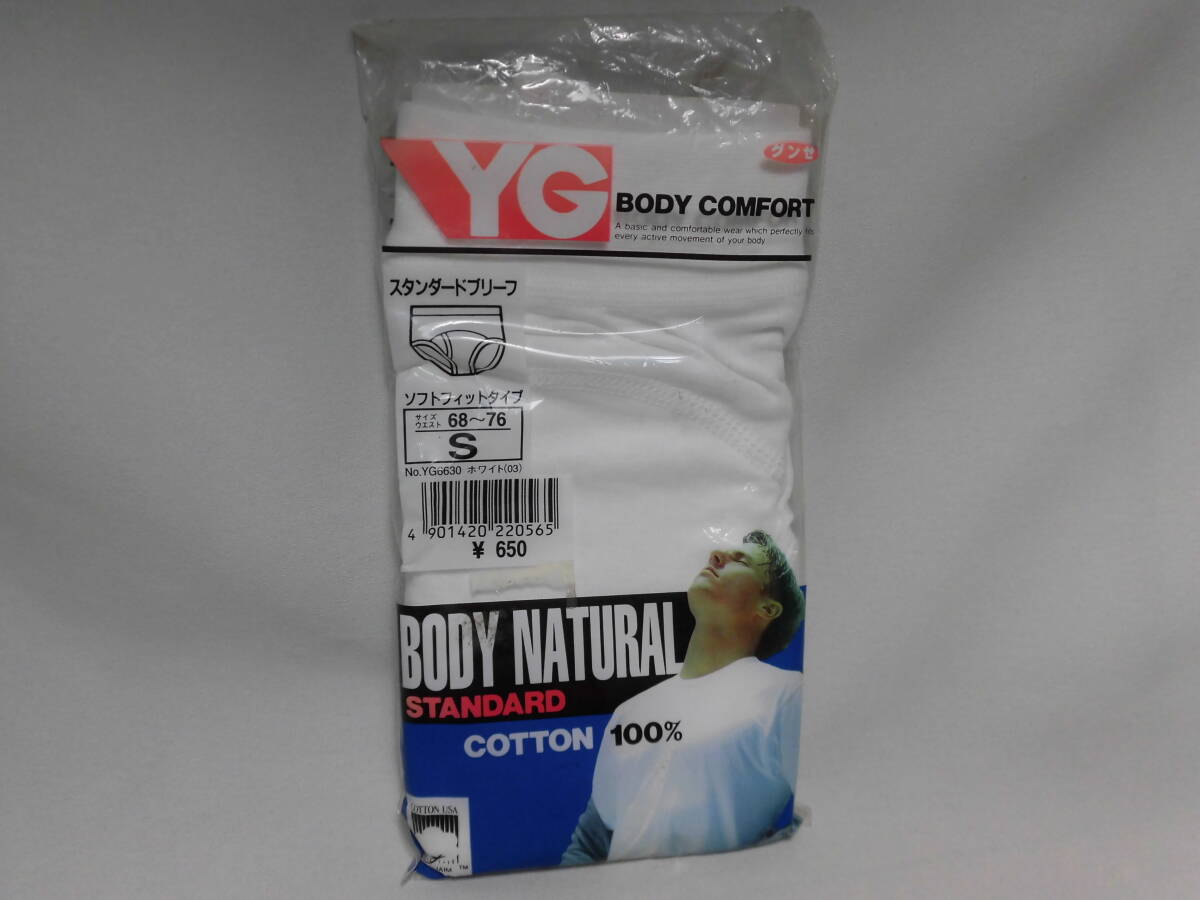 YG
グンゼ
BODY COMFORT
A basic and comfortable wear which perfectly fits
every active movement of your body
スタンダードブリーフ
ソフトフィットタイプ
サイズ
ウエスト 68～76
S
No.YG6630 ホワイト(03)
4 901420 220565
¥ 650
BODY NATURAL
STANDARD
COTTON 100%
COTTON USA
TM